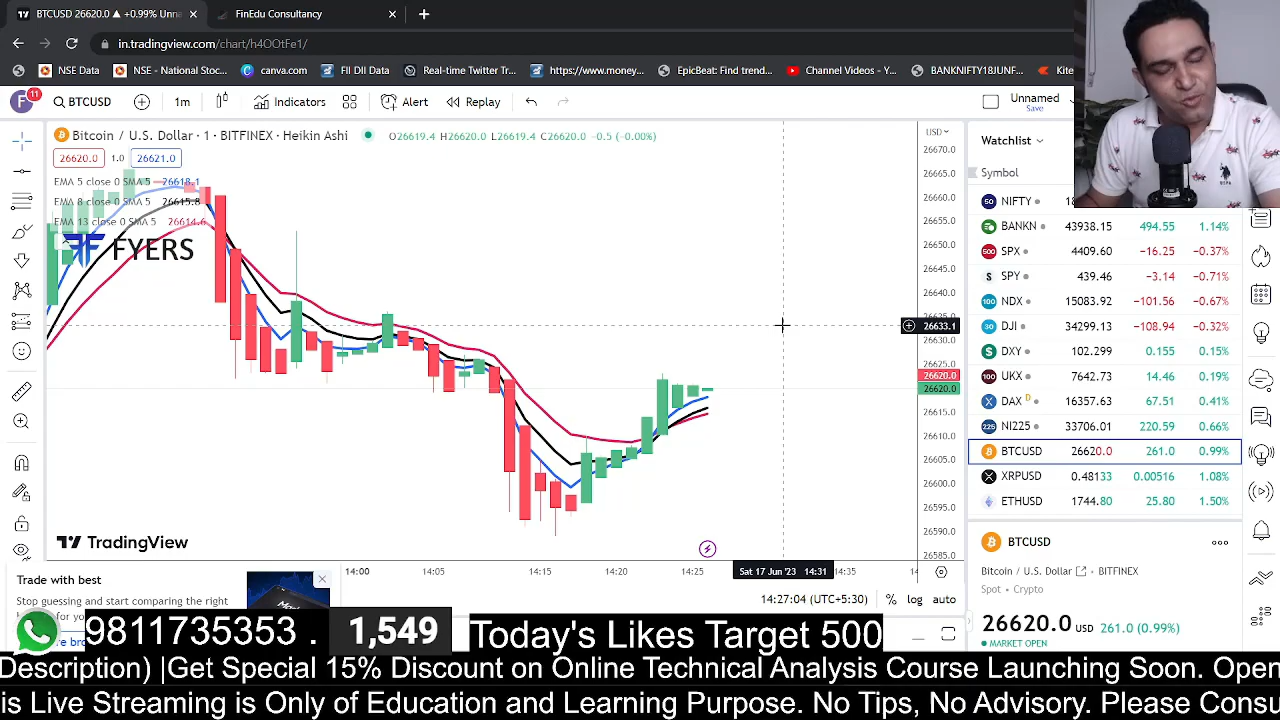 BTCUSD 26620.0 ▲ +0.99% Unna
FinEdu Consultancy
in.tradingview.com/chart/h4OOtFe1/
NSE Data
NSE - National Stoc...
canva.com
FII DII Data
Real-time Twitter Tr...
https://www.money...
EpicBeat: Find trend...
Channel Videos - Y...
BANKNIFTY18JUNF...
Kite
F 11 BTCUSD 1m Indicators Alert Replay Unnamed
Save
Bitcoin / U.S. Dollar · 1 · BITFINEX · Heikin Ashi O26619.4 H26620.0 L26619.4 C26620.0 -0.5 (-0.00%)
26620.0 1.0 26621.0
EMA 5 close 0 SMA 5 26618.1
EMA 8 close 0 SMA 5 26615.8
EMA 13 close 0 SMA 5 26614.6
FYERS
TradingView
USD
26670.0
26665.0
26660.0
26655.0
26650.0
26645.0
26640.0
26633.1
26630.0
26625.0
26620.0
26620.0
26615.0
26610.0
26605.0
26600.0
26595.0
26590.0
26585.0
14:00 14:05 14:15 14:20 14:25 Sat 17 Jun '23 14:31 14:35
14:27:04 (UTC+5:30) % log auto
Watchlist
Symbol
NIFTY
BANKN 43938.15 494.55 1.14%
SPX 4409.60 −16.25 −0.37%
SPY 439.46 −3.14 −0.71%
NDX 15083.92 −101.56 −0.67%
DJI 34299.13 −108.94 −0.32%
DXY 102.299 0.155 0.15%
UKX 7642.73 14.46 0.19%
DAX D 16357.63 67.51 0.41%
NI225 33706.01 220.59 0.66%
BTCUSD 26620.0 261.0 0.99%
XRPUSD 0.48133 0.00516 1.08%
ETHUSD 1744.80 25.80 1.50%
BTCUSD
Bitcoin / U.S. Dollar · BITFINEX
Spot · Crypto
26620.0 USD 261.0 (0.99%)
MARKET OPEN
Trade with best
Stop guessing and start comparing the right
9811735353 . 1,549 Today's Likes Target 500
Description) |Get Special 15% Discount on Online Technical Analysis Course Launching Soon. Open
is Live Streaming is Only of Education and Learning Purpose. No Tips, No Advisory. Please Consu